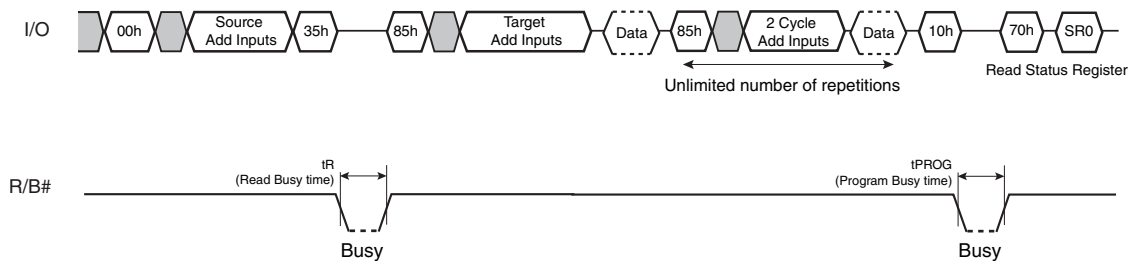 I/O
00h
Source
Add Inputs
35h
85h
Target
Add Inputs
Data
85h
2 Cycle
Add Inputs
Data
10h
70h
SR0
Unlimited number of repetitions
Read Status Register
R/B#
tR
(Read Busy time)
Busy
tPROG
(Program Busy time)
Busy